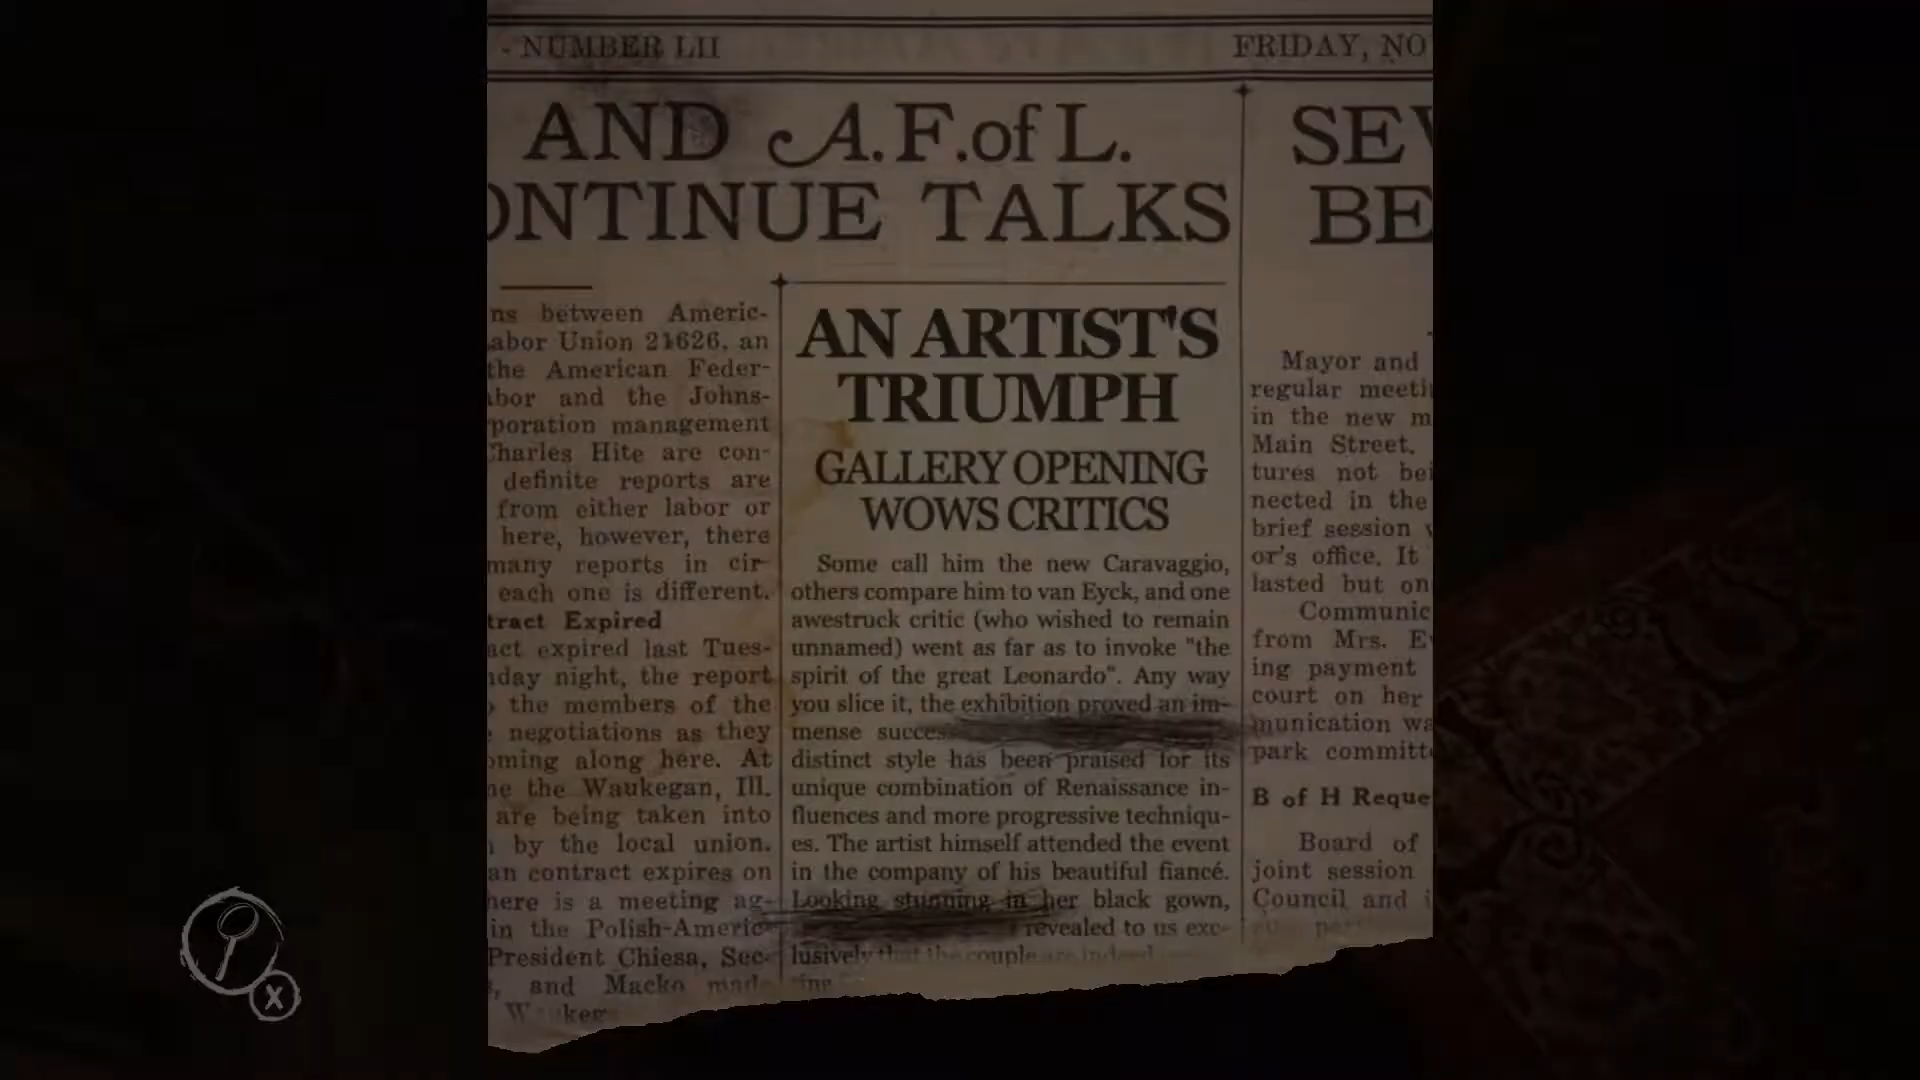 - NUMBER LII
FRIDAY, NO
AND A.F.of L.
ONTINUE TALKS
SEV
BE
ns between Americ-
abor Union 21626, an
the American Feder-
bor and the Johns-
poration management
Charles Hite are con-
definite reports are
from either labor or
here, however, there
many reports in cir-
each one is different.
tract Expired
act expired last Tues-
day night, the report
the members of the
negotiations as they
oming along here. At
he the Waukegan, Ill.
are being taken into
by the local union.
an contract expires on
here is a meeting ag-
in the Polish-Americ-
President Chiesa, Sec-
, and Macko made
AN ARTIST'S
TRIUMPH
GALLERY OPENING
WOWS CRITICS
Some call him the new Caravaggio,
others compare him to van Eyck, and one
awestruck critic (who wished to remain
unnamed) went as far as to invoke "the
spirit of the great Leonardo". Any way
you slice it, the exhibition proved an im-
mense succes
distinct style has been praised for its
unique combination of Renaissance in-
fluences and more progressive techniqu-
es. The artist himself attended the event
in the company of his beautiful fiancé.
Looking stunning in her black gown,
revealed to us exc-
lusively that the couple are indeed
Mayor and
regular meeti
in the new m
Main Street.
tures not bei
nected in the
brief session
or's office. It
lasted but on
Communic
from Mrs. E
ing payment
court on her
munication wa
park committe
B of H Reque
Board of
joint session
Council and i
X